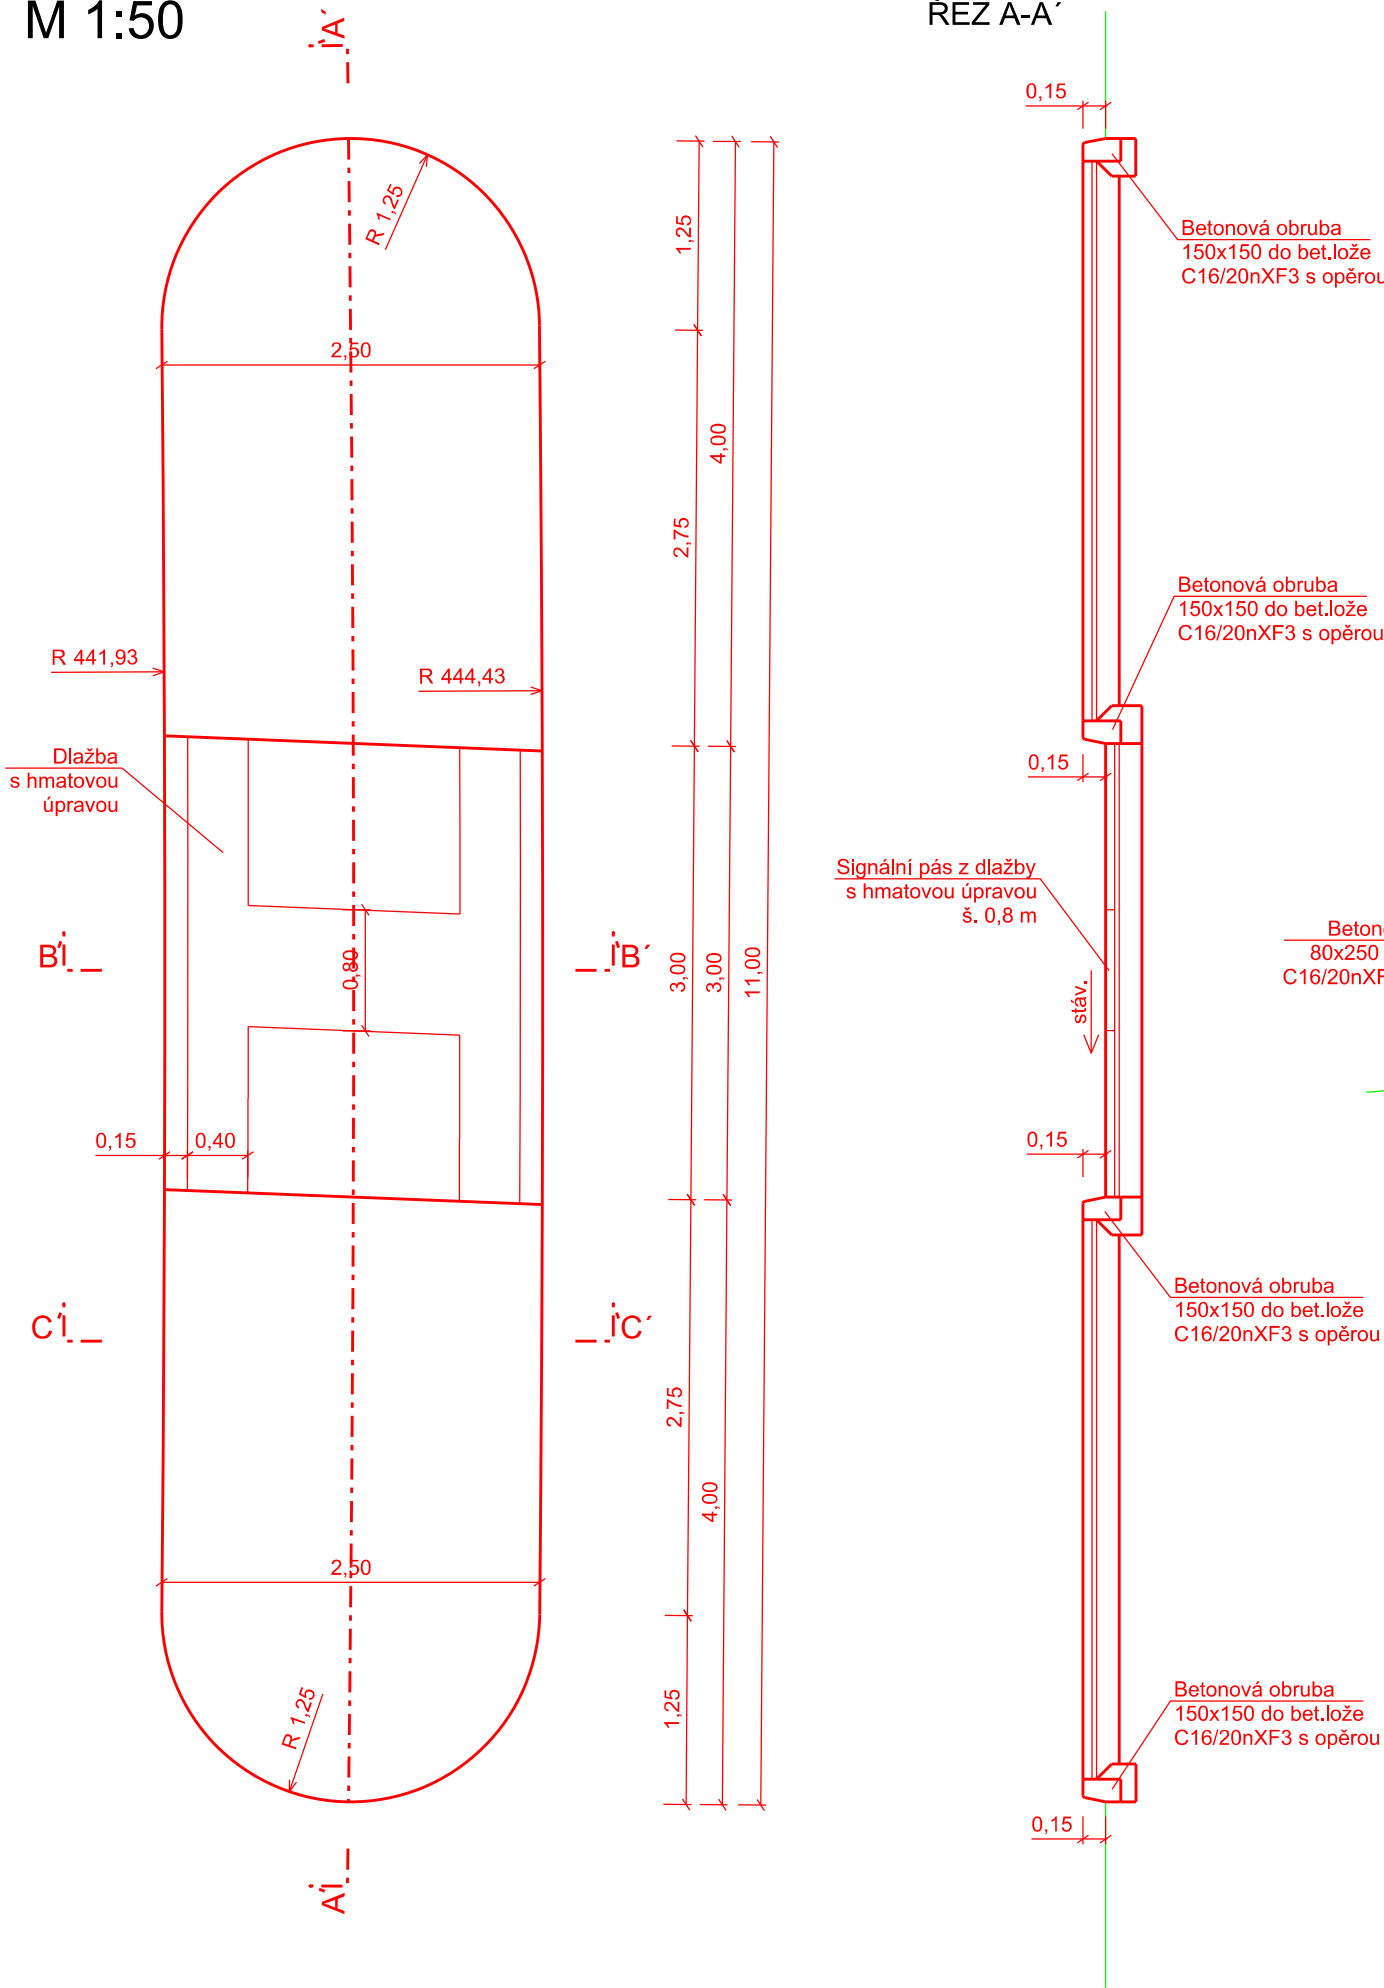 M 1:50
ŘEZ A-A´
A´
0,15
R 1,25
1,25
Betonová obruba
150x150 do bet.lože
C16/20nXF3 s opěrou
2,50
4,00
2,75
Betonová obruba
150x150 do bet.lože
C16/20nXF3 s opěrou
R 441,93
R 444,43
Dlažba
s hmatovou
úpravou
0,15
Signální pás z dlažby
s hmatovou úpravou
š. 0,8 m
B
B´
0,80
3,00
3,00
11,00
stáv.
80x250
0,15
0,40
0,15
Betonová obruba
150x150 do bet.lože
C16/20nXF3 s opěrou
C
C´
2,75
4,00
2,50
Betonová obruba
150x150 do bet.lože
C16/20nXF3 s opěrou
R 1,25
1,25
0,15
A